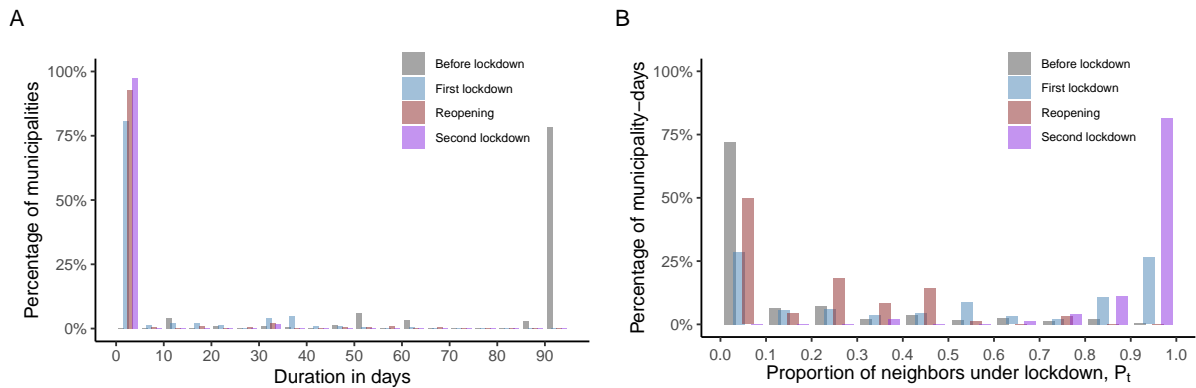 A
Percentage of municipalities
100%
75%
50%
25%
0%
0 10 20 30 40 50 60 70 80 90
Duration in days
Before lockdown
First lockdown
Reopening
Second lockdown
B
Percentage of municipality−days
100%
75%
50%
25%
0%
0.0 0.1 0.2 0.3 0.4 0.5 0.6 0.7 0.8 0.9 1.0
Proportion of neighbors under lockdown, Pt
Before lockdown
First lockdown
Reopening
Second lockdown